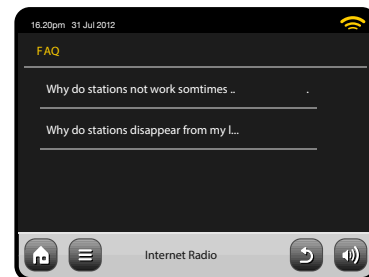 16.20pm 31 Jul 2012
FAQ
Why do stations not work somtimes .. .
Why do stations disappear from my l...
Internet Radio